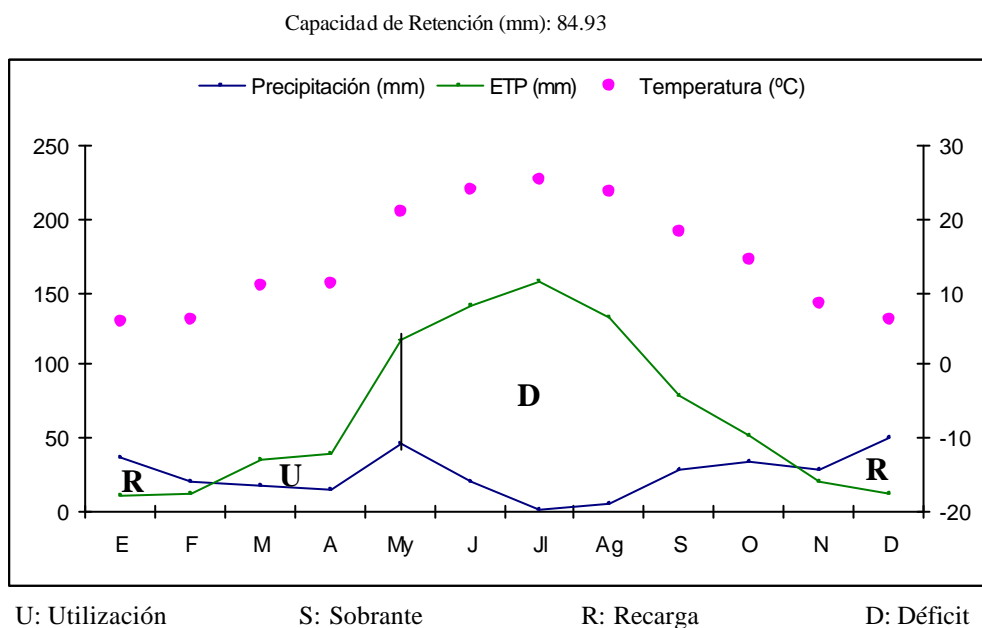 Capacidad de Retención (mm): 84.93
Precipitación (mm) ETP (mm) Temperatura (ºC)
250 30
200 20
150 10
100 0
D
50 -10
R U R
0 -20
E F M A My J Jl Ag S O N D
U: Utilización S: Sobrante R: Recarga D: Déficit